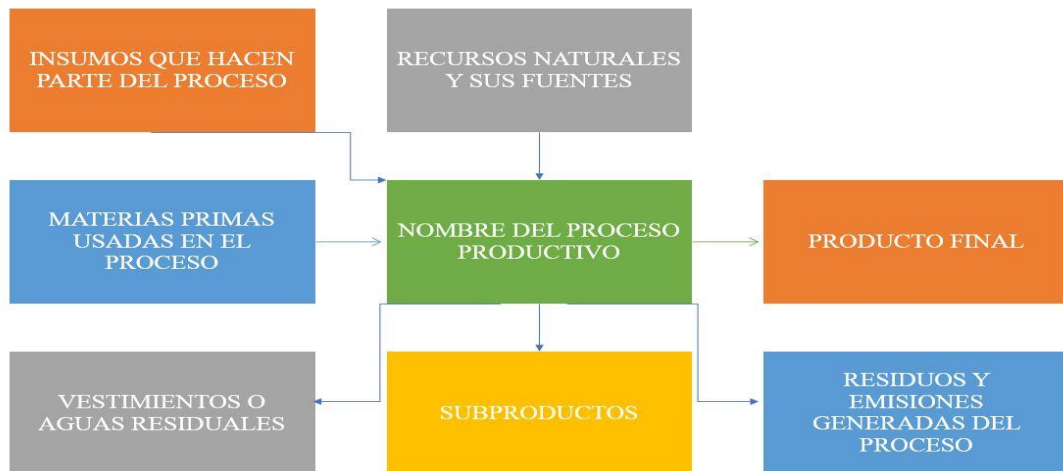 INSUMOS QUE HACEN
PARTE DEL PROCESO
RECURSOS NATURALES
Y SUS FUENTES
MATERIAS PRIMAS
USADAS EN EL
PROCESO
NOMBRE DEL PROCESO
PRODUCTIVO
PRODUCTO FINAL
VESTIMIENTOS O
AGUAS RESIDUALES
SUBPRODUCTOS
RESIDUOS Y
EMISIONES
GENERADAS DEL
PROCESO